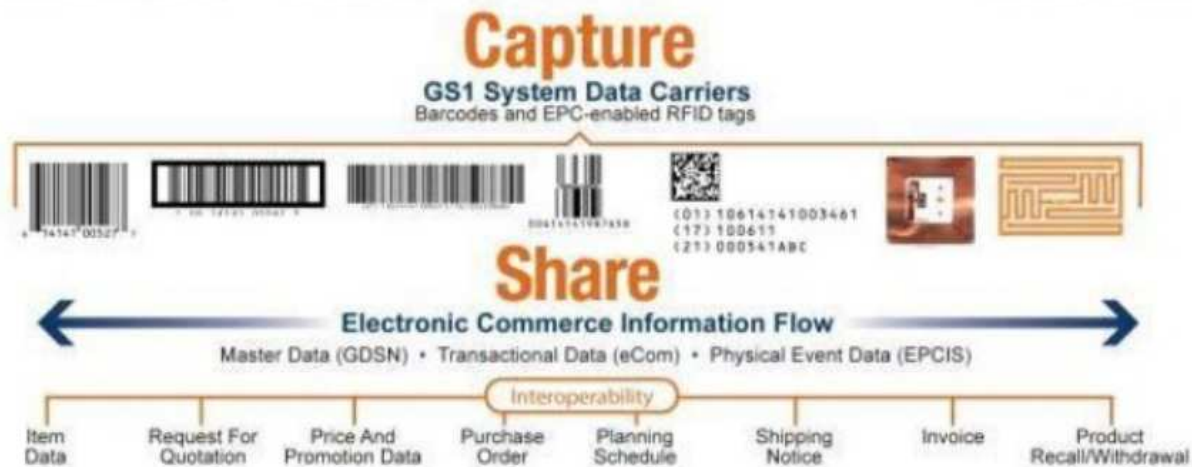 Capture
GS1 System Data Carriers
Barcodes and EPC-enabled RFID tags
(01) 10614141003461
(17) 100611
(21) 000541ABC
Share
Electronic Commerce Information Flow
Master Data (GDSN) • Transactional Data (eCom) • Physical Event Data (EPCIS)
Interoperability
Item Data
Request For Quotation
Price And Promotion Data
Purchase Order
Planning Schedule
Shipping Notice
Invoice
Product Recall/Withdrawal